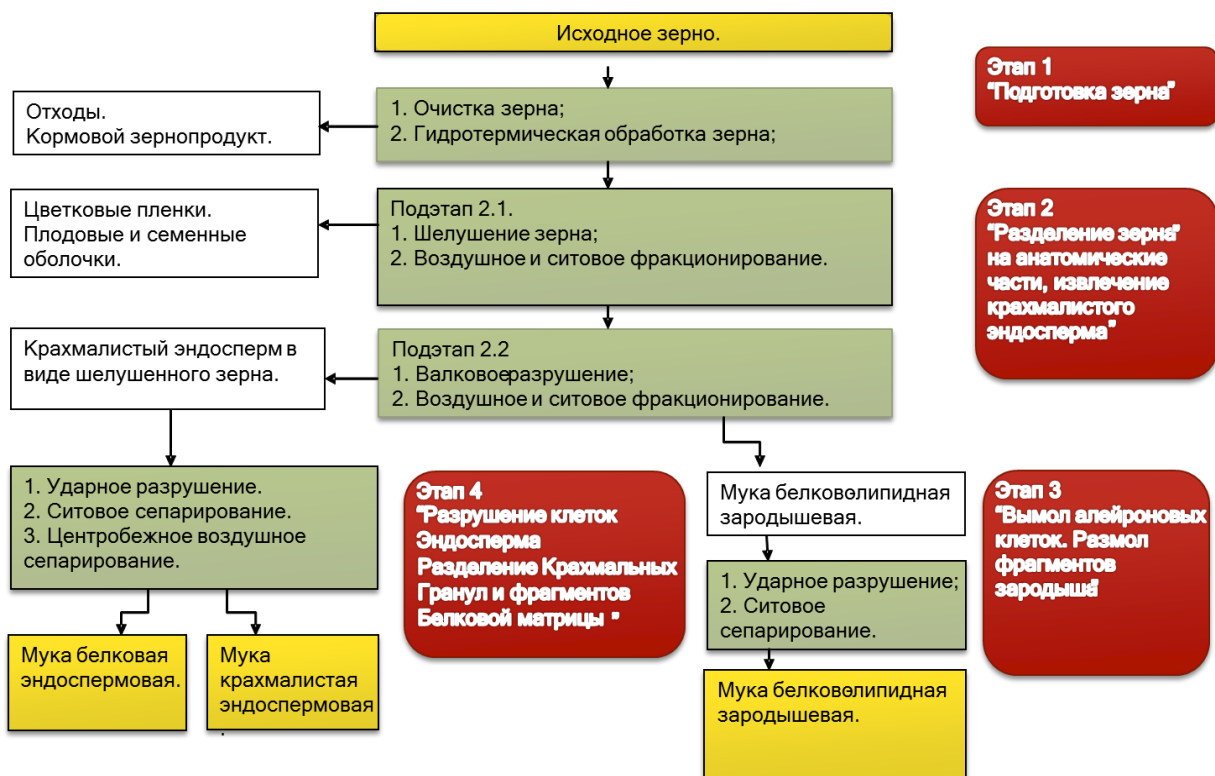 Исходное зерно.
Этап 1
"Подготовка зерна"
Отходы.
Кормовой зернопродукт.
1. Очистка зерна;
2. Гидротермическая обработка зерна;
Цветковые пленки.
Плодовые и семенные
оболочки.
Подэтап 2.1.
1. Шелушение зерна;
2. Воздушное и ситовое фракционирование.
Этап 2
"Разделение зерна"
на анатомические
части, извлечение
крахмалистого
эндосперма"
Крахмалистый эндосперм в
виде шелушенного зерна.
Подэтап 2.2
1. Валковое разрушение;
2. Воздушное и ситовое фракционирование.
1. Ударное разрушение.
2. Ситовое сепарирование.
3. Центробежное воздушное
сепарирование.
Этап 4
"Разрушение клеток
Эндосперма
Разделение Крахмальных
Гранул и фрагментов
Белковой матрицы "
Мука белковолипидная
зародышевая.
Этап 3
"Вымол алейроновых
клеток. Размол
фрагментов
зародыша"
1. Ударное разрушение;
2. Ситовое
сепарирование.
Мука белковая
эндоспермовая.
Мука
крахмалистая
эндоспермовая
.
Мука белковолипидная
зародышевая.